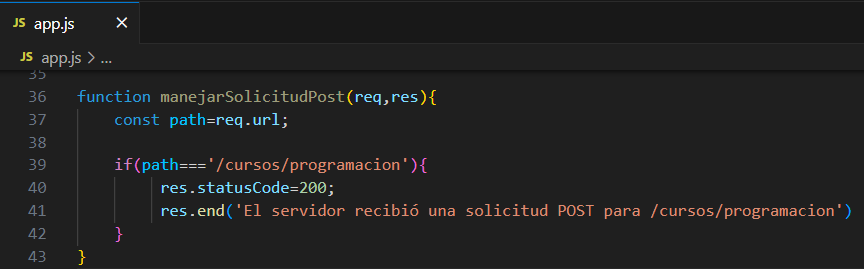 JS app.js ×
JS app.js > ...
35
36 function manejarSolicitudPost(req,res){
37 const path=req.url;
38
39 if(path==='/cursos/programacion'){
40 res.statusCode=200;
41 res.end('El servidor recibió una solicitud POST para /cursos/programacion')
42 }
43 }